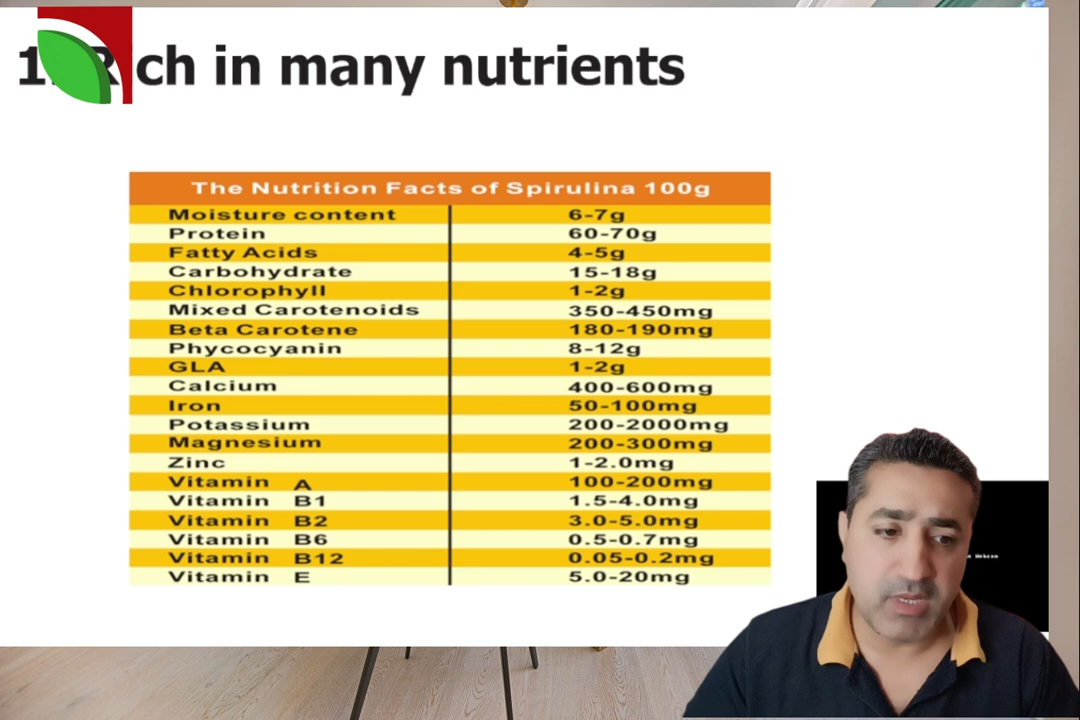 ch in many nutrients
The Nutrition Facts of Spirulina 100g
Moisture content 6-7g
Protein 60-70g
Fatty Acids 4-5g
Carbohydrate 15-18g
Chlorophyll 1-2g
Mixed Carotenoids 350-450mg
Beta Carotene 180-190mg
Phycocyanin 8-12g
GLA 1-2g
Calcium 400-600mg
Iron 50-100mg
Potassium 200-2000mg
Magnesium 200-300mg
Zinc 1-2.0mg
Vitamin A 100-200mg
Vitamin B1 1.5-4.0mg
Vitamin B2 3.0-5.0mg
Vitamin B6 0.5-0.7mg
Vitamin B12 0.05-0.2mg
Vitamin E 5.0-20mg